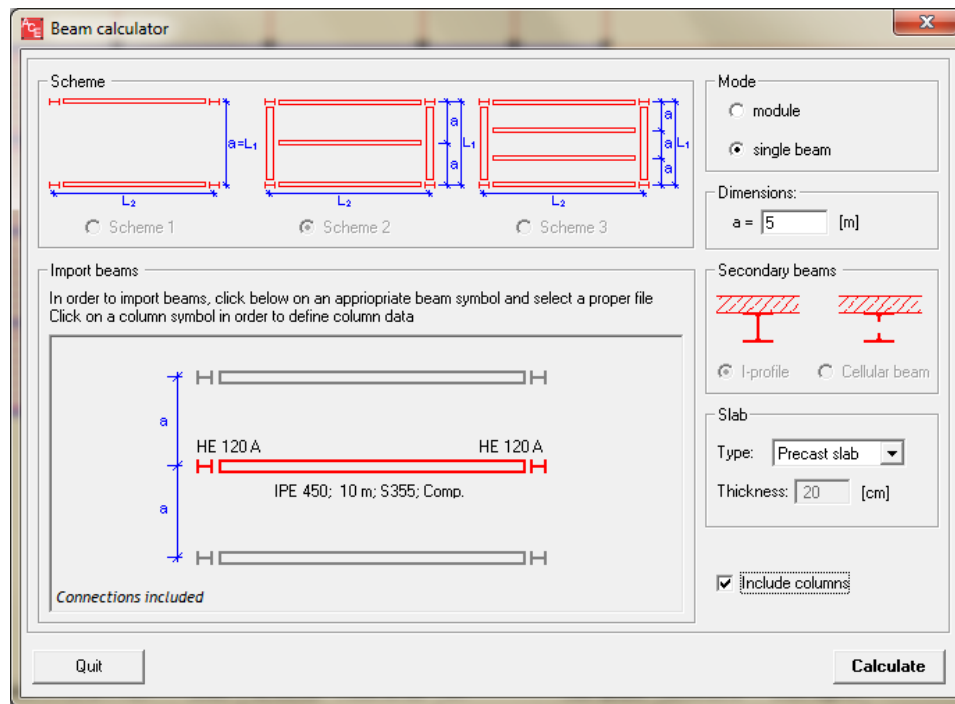 ACE Beam calculator
Scheme
a=L1
L2
a
a
L1
L2
a
a
a
L1
L2
Scheme 1
Scheme 2
Scheme 3
Mode
module
single beam
Dimensions:
a = 5 [m]
Import beams
In order to import beams, click below on an appriopriate beam symbol and select a proper file
Click on a column symbol in order to define column data
a
HE 120 A HE 120 A
IPE 450; 10 m; S355; Comp.
a
Connections included
Secondary beams
I-profile Cellular beam
Slab
Type: Precast slab
Thickness: 20 [cm]
Include columns
Quit
Calculate